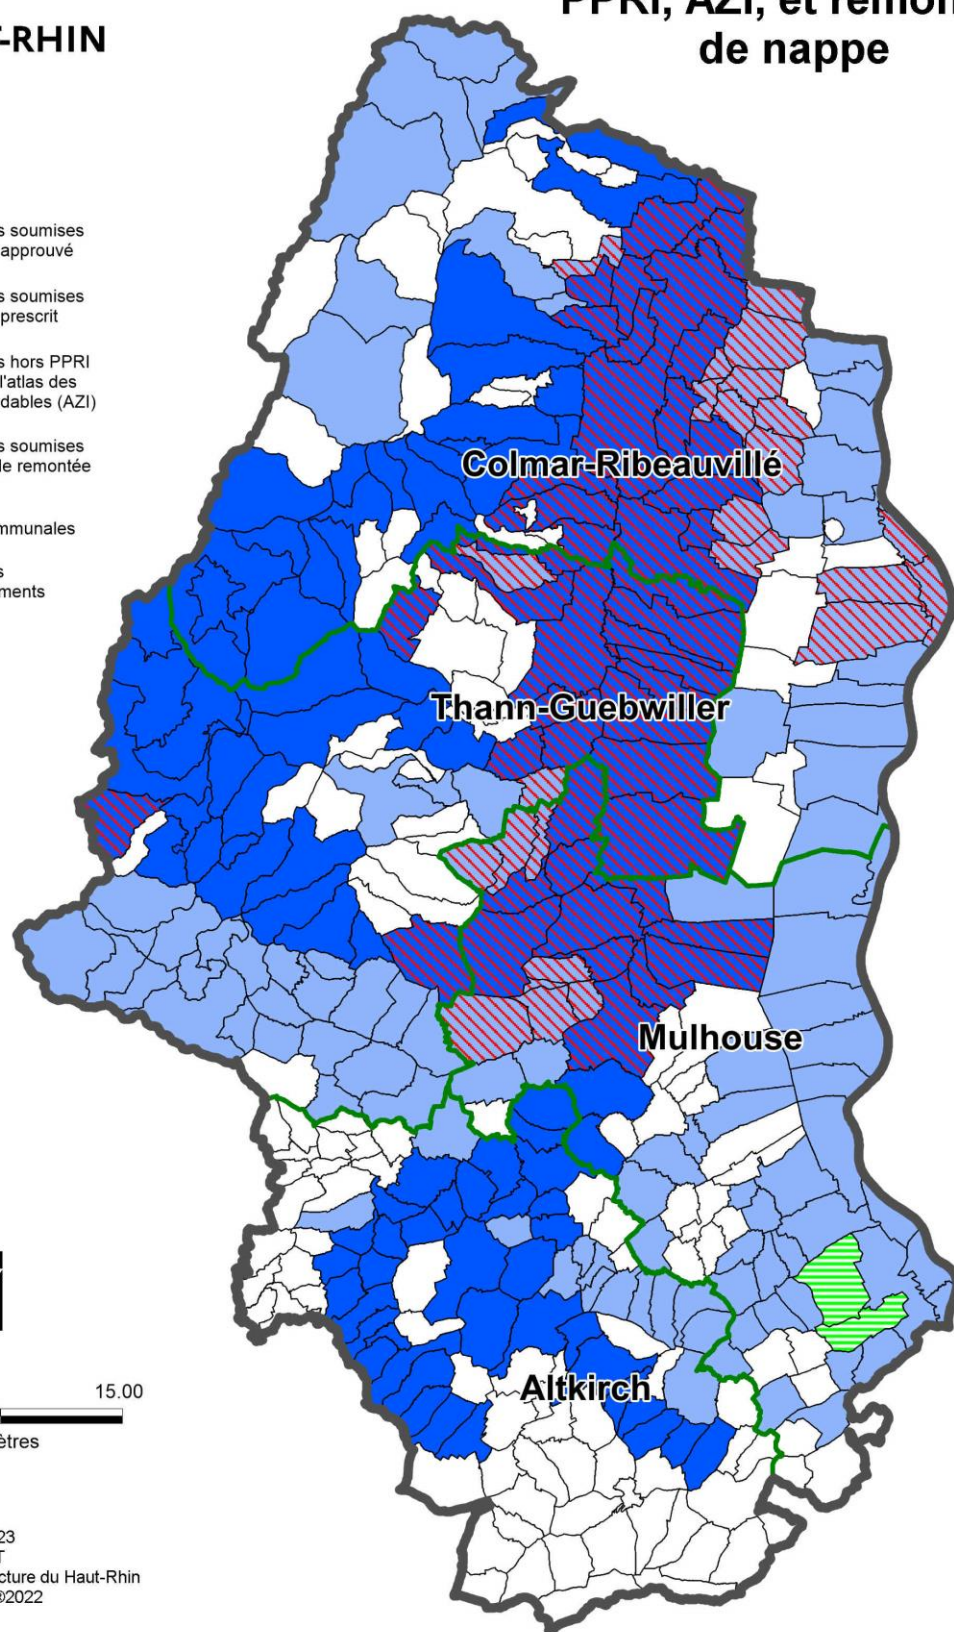 PPRI, AZI, et remon
de nappe
-RHIN
s soumises
approuvé
s soumises
prescrit
s hors PPRI
l'atlas des
dables (AZI)
s soumises
de remontée
mmunales
s
ments
Colmar-Ribeauvillé
Thann-Guebwiller
Mulhouse
Altkirch
15.00
ètres
23
T
cture du Haut-Rhin
©2022